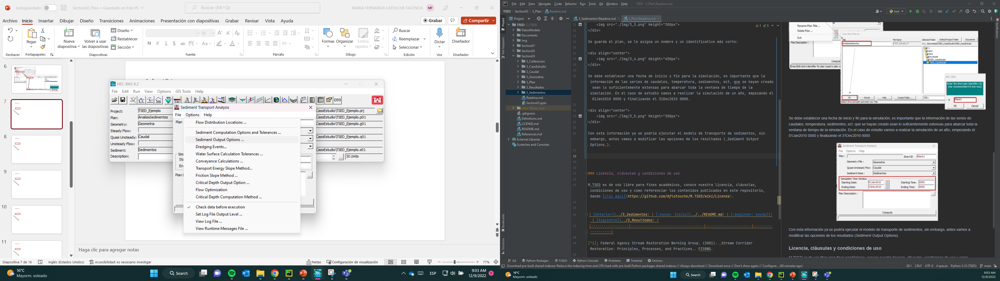 Autoguardado
Section03_Plan • Guardado en Este PC
Buscar (Alt+Q)
MARIA FERNANDA LATOUCHE FACENDA
MF
Archivo Inicio Insertar Dibujar Diseño Transiciones Animaciones Presentación con diapositivas Grabar Revisar Vista Ayuda
Grabar
Compartir
Pegar
Nueva diapositiva
Volver a usar las diapositivas
Diseño
Restablecer
Sección
18
Formas
Organizar
Estilos rápidos
Buscar
Reemplazar
Seleccionar
Dictar
Diseñador
Deshacer Portapapeles Diapositivas Fuente Párrafo Dibujo Edición Voz Diseñador
6
7
8
9
10
11
HEC-RAS 6.2
File Edit Run View Options GIS Tools Help
DSS
Project: TSED_Ejemplo CasoEstudio\TSED_Ejemplo.prj
Plan: AnalisisSedimentos CasoEstudio\TSED_Ejemplo.p01
Geometry: Geometria CasoEstudio\TSED_Ejemplo.g01
Steady Flow:
Quasi Unsteady: Caudal CasoEstudio\TSED_Ejemplo.q01
Unsteady Flow:
Sediment: Sedimentos CasoEstudio\TSED_Ejemplo.s01
Description:
SI Units
Sediment Transport Analysis
File Options Help
Flow Distribution Locations ...
Sediment Computation Options and Tolerances ...
Sediment Output Options ...
Dredging Events...
Water Surface Calculation Tolerances ...
Conveyance Calculations ...
Transport Energy Slope Method...
Friction Slope Method ...
Critical Depth Output Option ...
Flow Optimization
Critical Depth Computation Method ...
Check data before execution
Set Log File Output Level ...
View Log File ...
View Runtime Messages File ...
Haga clic para agregar notas
Diapositiva 7 de 16
Inglés (Estados Unidos)
Accesibilidad: es necesario investigar
Notas
Configuración de visualización
77%
16°C
Mayorm. soleado
Search
ESP
9:03 AM
12/9/2022
9
File Edit View Navigate Code Refactor Run Tools Git Window Help
TSED - 3_Plan\Readme.md
TSED Section03 3_Plan Readme.md
test
Git:
Project
3_Sedimentos\Readme.md
3_Plan\Readme.md
TSED C:\TSED
DatosModelo
Documents
Img
Section01
Section02
Section03
3_Calibracion
3_CasoEstudio
3_Caudal
3_Geometria
3_Plan
3_Resultados
3_Sedimentos
Readme.md
Section03.pptx
venv library root
.gitignore
Definitions.md
LICENSE.md
README.md
References.md
External Libraries
Scratches and Consoles
Project
Pull Requests
Bookmarks
Structure
Notifications
1 5
21 <img src="./Img/3_3.png" Height="300px">
22 </div>
23
24 Se guarda el plan, se le asigna un nombre y un identificativo más corto:
25
26 <div align="center">
27 <img src="./Img/3_4.png" Height="450px">
28 </div>
29
30 Se debe establecer una fecha de inicio y fin para la simulación, es importante que la
información de las series de caudales, temperatura, sedimentos, ect. que se hayan creado
sean lo suficientemente extensas para abarcar toda la ventana de tiempo de la
simulación. En el caso de estudio vamos a realizar la simulación de un año, empezando el
01Jan2010 0000 y finalizando el 31Dec2010 0000.
31
32 <div align="center">
33 <img src="./Img/3_5.png" Height="300px">
34 </div>
35
36 Con esta información ya se podría ejecutar el modelo de transporte de sedimentos, sin
embargo, antes vamos a modificar las opciones de los resultados (_Sediment Output
Options_).
37
38
39
40
41 ### Licencia, cláusulas y condiciones de uso
42
43 M.TSED es de uso libre para fines académicos, conoce nuestra licencia, cláusulas,
condiciones de uso y como referenciar los contenidos publicados en este repositorio,
dando [clic aquí](https://github.com/mflatouche/M.TSED/wiki/License).
44
45
46 | [Anterior](../3_Sedimentos) | [:house: Inicio](../../README.md) | [:beginner: Ayuda]()
| [Siguiente](../3_Resultados) |
47
48
49 [^1]: Federal Agency Stream Restoration Working Group. (2001). _Stream Corridor
Restoration: Principles, Processes, and Practices_. FISRWG.
50
Rename Plan Title ...
Delete Plan ...
Exit
Plan Description :
Save Plan Data As
Title
File Name
Selected Folder
Default Project Folder
Documents
AnalisisSedimentos
Compute
Enter/Edit short identifier for plan (used in plan co
OK Cancel Help Create Folder ...
Select drive and path and enter new Title.
HEC-RAS
Enter the short plan Identifier (16 char recommended 64 char max)
Plan01
OK Cancel
Se debe establecer una fecha de inicio y fin para la simulación, es importante que la información de las series de
caudales, temperatura, sedimentos, ect. que se hayan creado sean lo suficientemente extensas para abarcar toda la
ventana de tiempo de la simulación. En el caso de estudio vamos a realizar la simulación de un año, empezando el
01Jan2010 0000 y finalizando el 31Dec2010 0000.
Sediment Transport Analysis
File Options Help
Plan : Short ID Plan01
Geometry File : Geometria
Quasi-Unsteady Flow Caudal
Sediment Data : Sedimentos
Simulation Time Window
Starting Date: 01Jan2010 Starting Time: 0000
Ending Date: 31Dec2010 Ending Time: 0000
Plan Description :
Compute
Con esta información ya se podría ejecutar el modelo de transporte de sedimentos, sin embargo, antes vamos a
modificar las opciones de los resultados (Sediment Output Options).
Licencia, cláusulas y condiciones de uso
Git Python Packages TODO Python Console Problems Terminal Services
Download pre-built shared indexes: Reduce the indexing time and CPU load with pre-built Python packages shared indexes // Always download // Download once // Don't show again // Configure... (48 minutes ago)
38:1 CRLF UTF-8 4 spaces Python 3.10 (TSED) main
16°C
Mayorm. soleado
Search
9:03 AM
12/9/2022